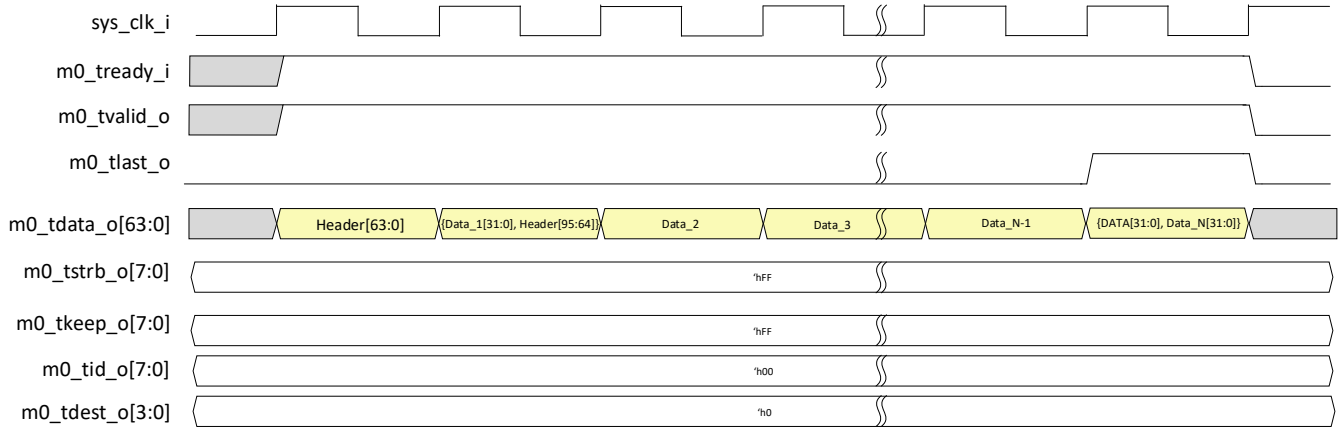 sys_clk_i
m0_tready_i
m0_tvalid_o
m0_tlast_o
m0_tdata_o[63:0] Header[63:0] {Data_1[31:0], Header[95:64]} Data_2 Data_3 Data_N-1 {DATA[31:0], Data_N[31:0]}
m0_tstrb_o[7:0] 'hFF
m0_tkeep_o[7:0] 'hFF
m0_tid_o[7:0] 'h00
m0_tdest_o[3:0] 'h0